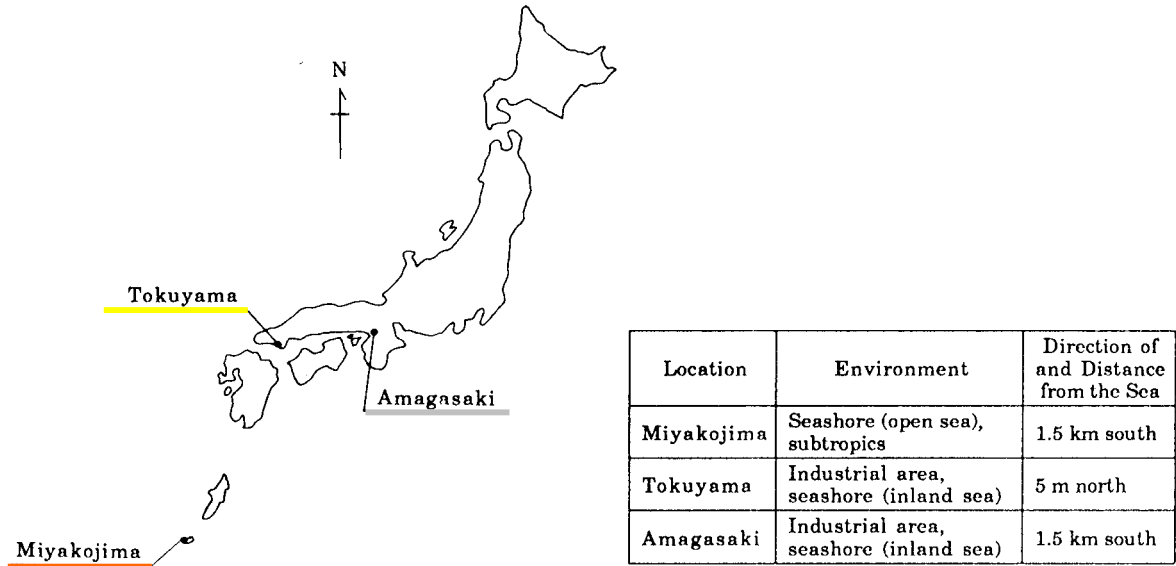 N
Tokuyama
Amagasaki
Miyakojima
Location
Environment
Direction of
and Distance
from the Sea
Miyakojima
Seashore (open sea),
subtropics
1.5 km south
Tokuyama
Industrial area,
seashore (inland sea)
5 m north
Amagasaki
Industrial area,
seashore (inland sea)
1.5 km south